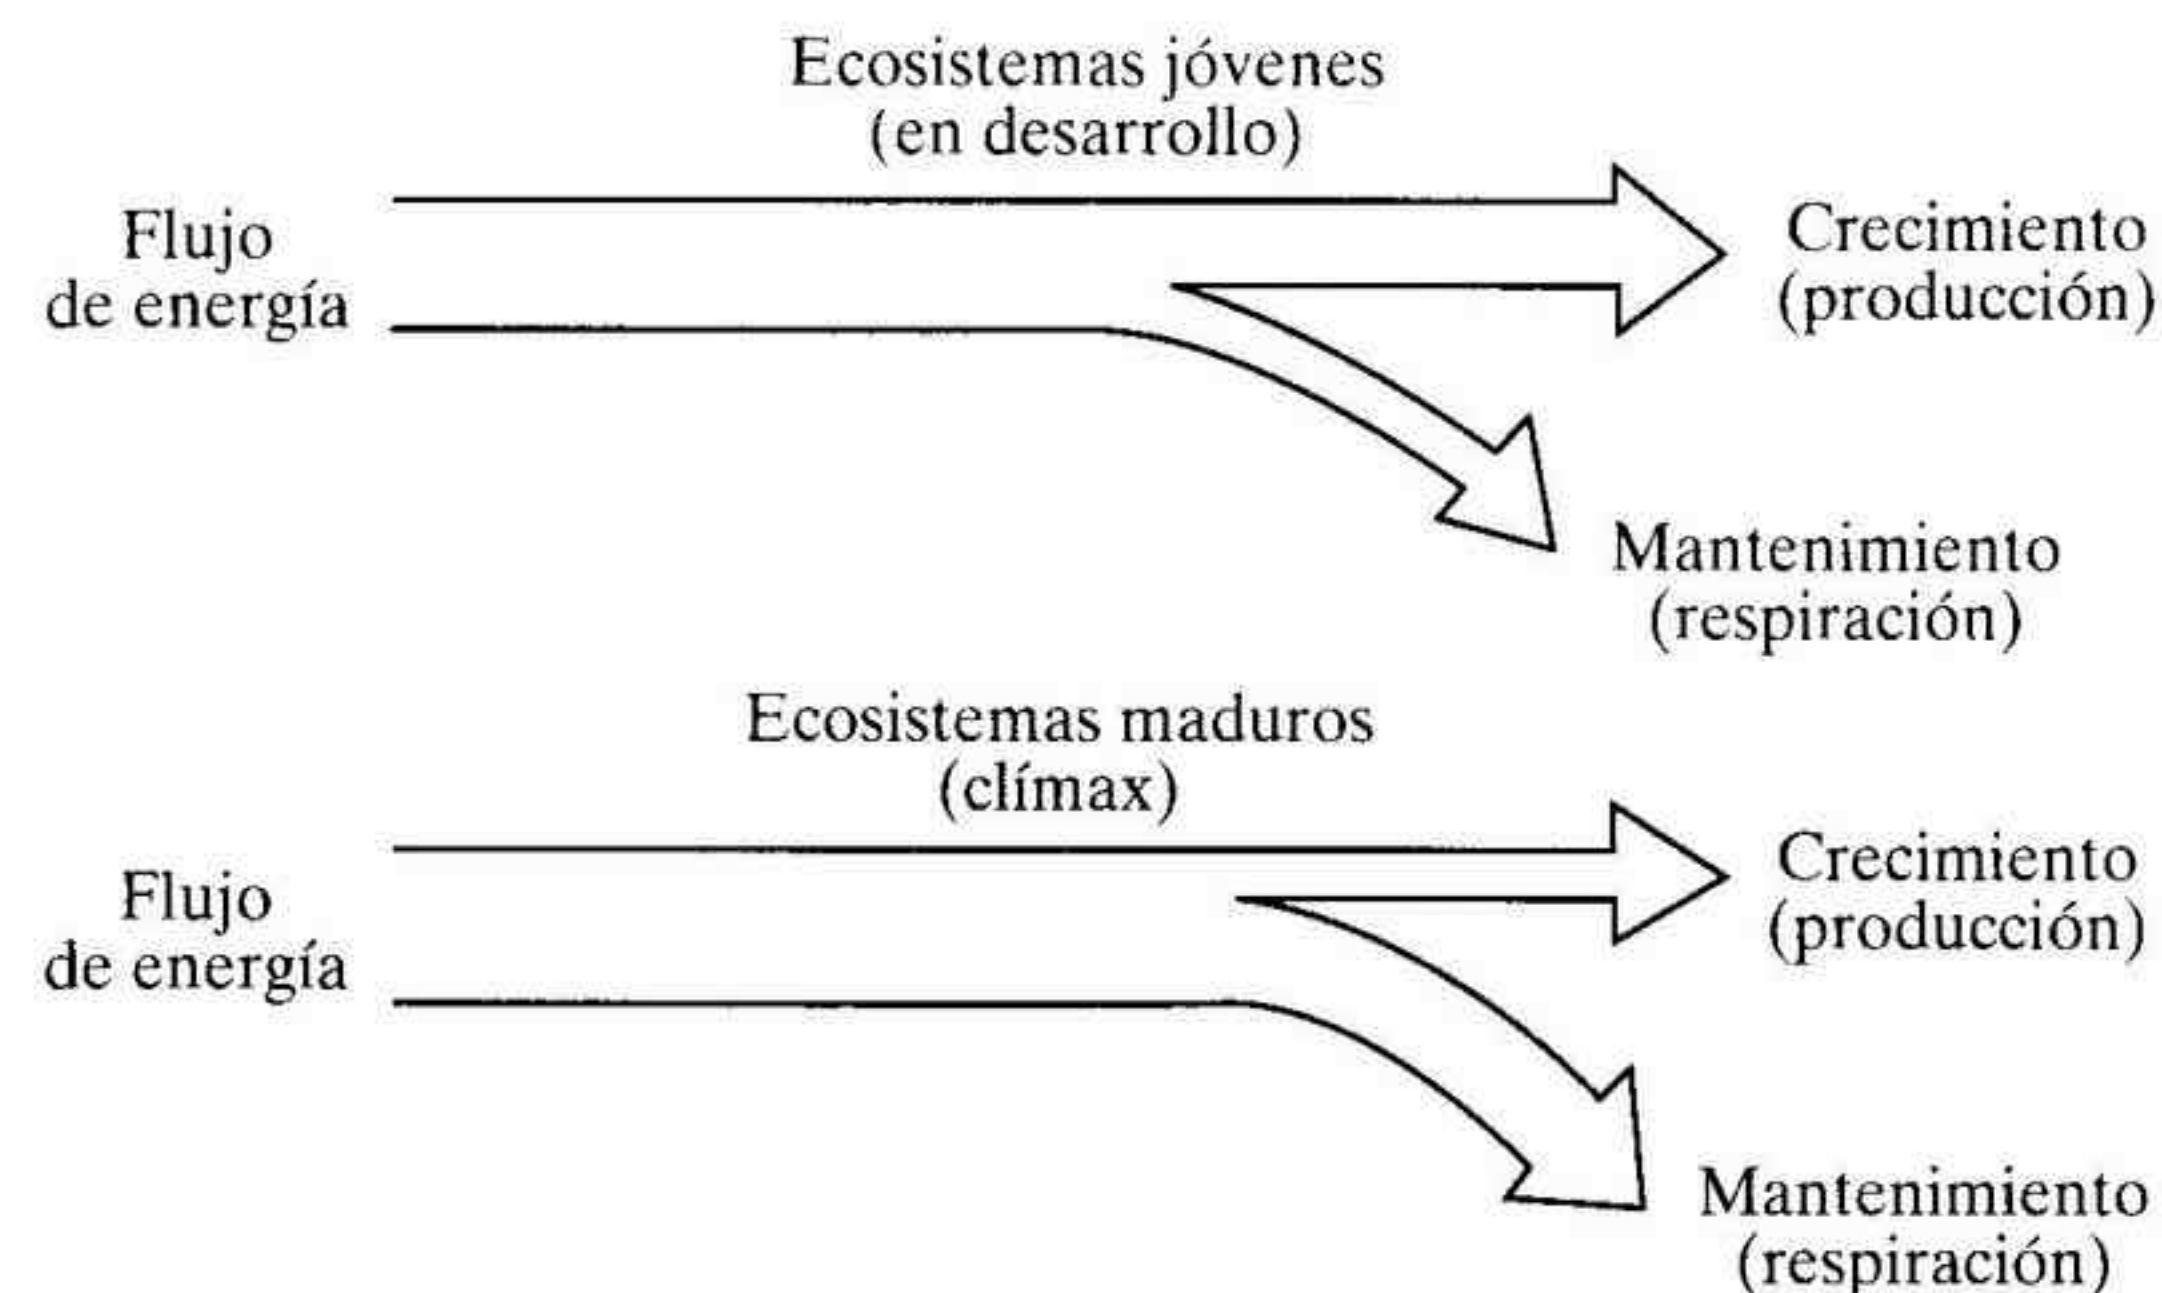 Ecosistemas jóvenes
(en desarrollo)
Flujo
de energía
Crecimiento
(producción)
Mantenimiento
(respiración)
Ecosistemas maduros
(clímax)
Flujo
de energía
Crecimiento
(producción)
Mantenimiento
(respiración)